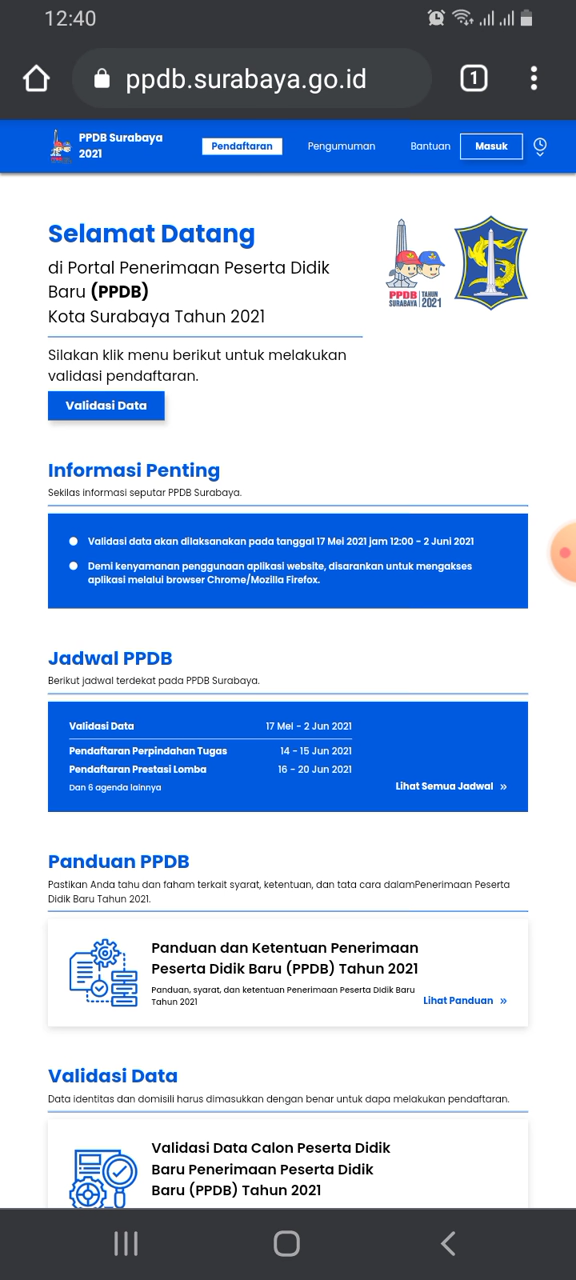 12:40
ppdb.surabaya.go.id
1
PPDB Surabaya
2021
Pendaftaran
Pengumuman
Bantuan
Masuk
Selamat Datang
di Portal Penerimaan Peserta Didik
Baru (PPDB)
Kota Surabaya Tahun 2021
PPDB TAHUN
SURABAYA 2021
Silakan klik menu berikut untuk melakukan
validasi pendaftaran.
Validasi Data
Informasi Penting
Sekilas informasi seputar PPDB Surabaya.
Validasi data akan dilaksanakan pada tanggal 17 Mei 2021 jam 12:00 - 2 Juni 2021
Demi kenyamanan penggunaan aplikasi website, disarankan untuk mengakses
aplikasi melalui browser Chrome/Mozilla Firefox.
Jadwal PPDB
Berikut jadwal terdekat pada PPDB Surabaya.
Validasi Data 17 Mei - 2 Jun 2021
Pendaftaran Perpindahan Tugas 14 - 15 Jun 2021
Pendaftaran Prestasi Lomba 16 - 20 Jun 2021
Dan 6 agenda lainnya
Lihat Semua Jadwal »
Panduan PPDB
Pastikan Anda tahu dan faham terkait syarat, ketentuan, dan tata cara dalamPenerimaan Peserta
Didik Baru Tahun 2021.
Panduan dan Ketentuan Penerimaan
Peserta Didik Baru (PPDB) Tahun 2021
Panduan, syarat, dan ketentuan Penerimaan Peserta Didik Baru
Tahun 2021
Lihat Panduan »
Validasi Data
Data identitas dan domisili harus dimasukkan dengan benar untuk dapa melakukan pendaftaran.
Validasi Data Calon Peserta Didik
Baru Penerimaan Peserta Didik
Baru (PPDB) Tahun 2021